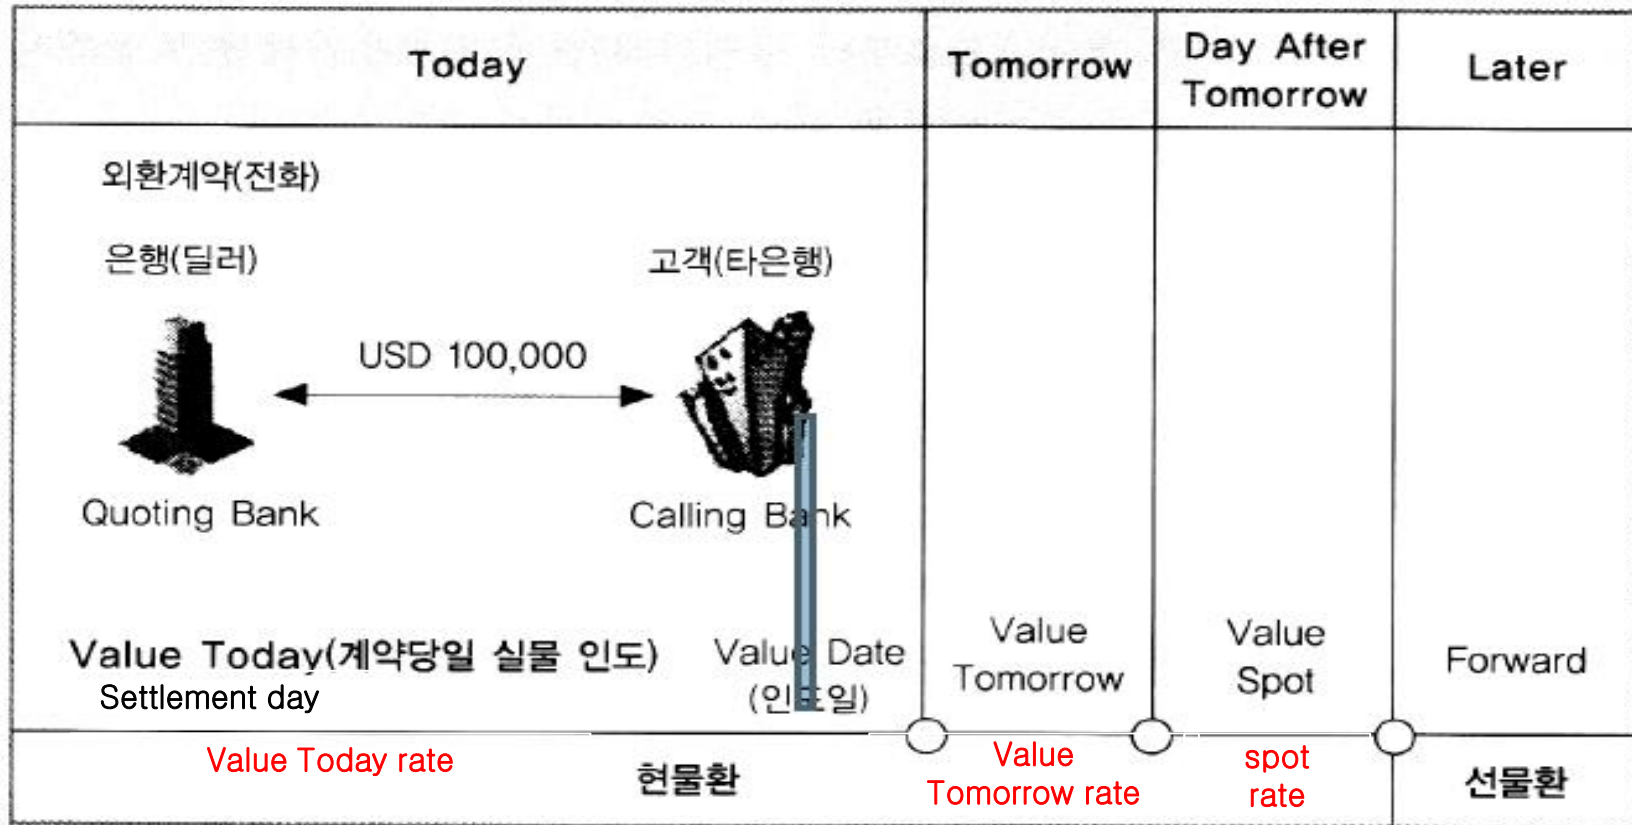 Today
Tomorrow
Day After
Tomorrow
Later
외환계약(전화)
은행(딜러)
고객(타은행)
USD 100,000
Quoting Bank
Calling Bank
Value Today(계약당일 실물 인도)
Settlement day
Value Date
(인도일)
Value
Tomorrow
Value
Spot
Forward
Value Today rate
현물환
Value
Tomorrow rate
spot
rate
선물환